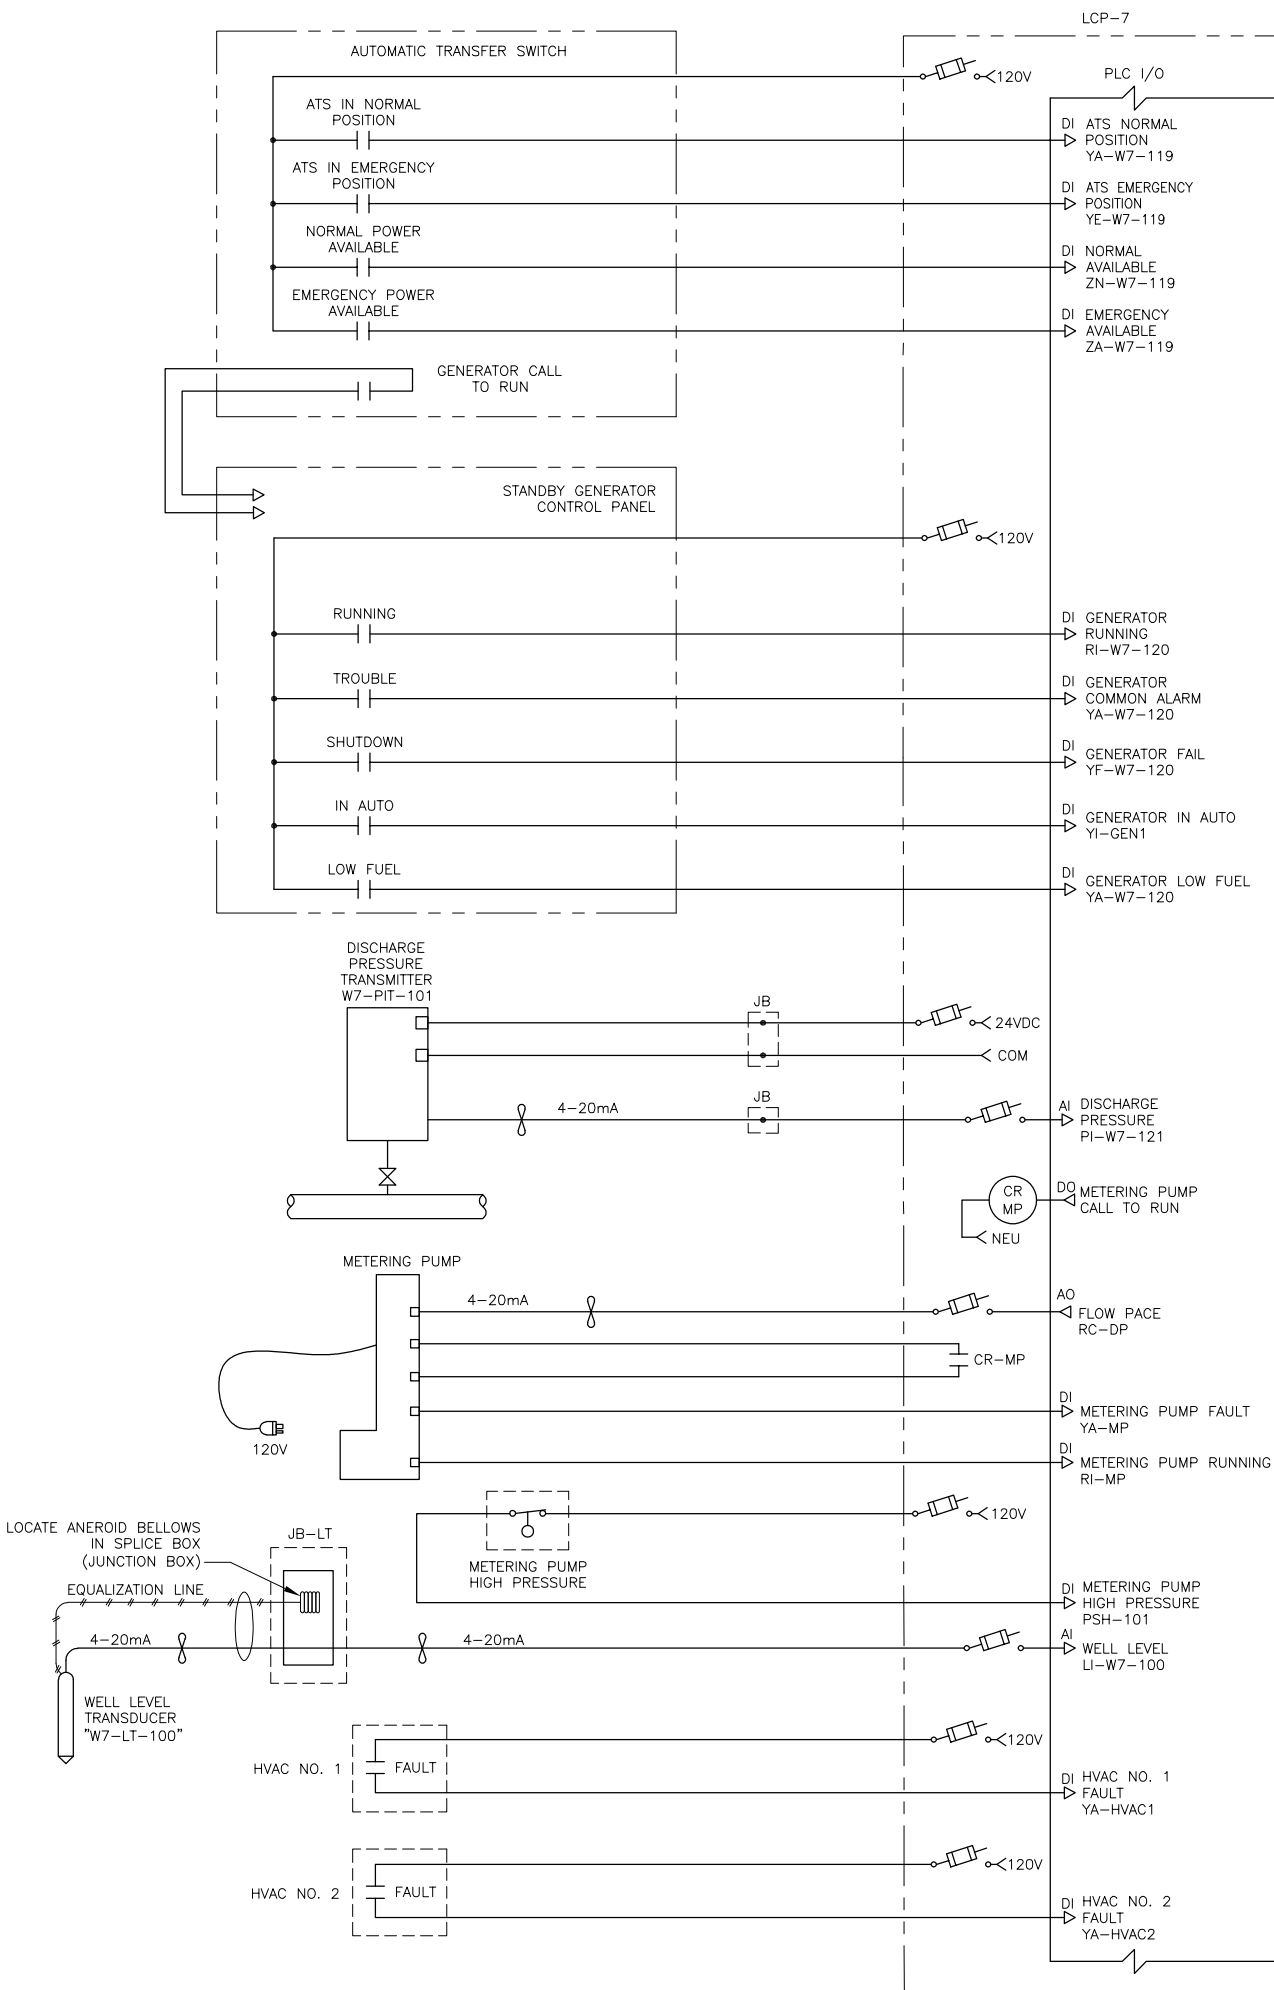 LCP-7
AUTOMATIC TRANSFER SWITCH
120V
PLC I/O
ATS IN NORMAL
POSITION
DI ATS NORMAL
POSITION
YA-W7-119
ATS IN EMERGENCY
POSITION
DI ATS EMERGENCY
POSITION
YE-W7-119
NORMAL POWER
AVAILABLE
DI NORMAL
AVAILABLE
ZN-W7-119
EMERGENCY POWER
AVAILABLE
DI EMERGENCY
AVAILABLE
ZA-W7-119
GENERATOR CALL
TO RUN
STANDBY GENERATOR
CONTROL PANEL
120V
RUNNING
DI GENERATOR
RUNNING
RI-W7-120
TROUBLE
DI GENERATOR
COMMON ALARM
YA-W7-120
SHUTDOWN
DI
GENERATOR FAIL
YF-W7-120
IN AUTO
DI
GENERATOR IN AUTO
YI-GEN1
LOW FUEL
DI
GENERATOR LOW FUEL
YA-W7-120
DISCHARGE
PRESSURE
TRANSMITTER
W7-PIT-101
JB
24VDC
COM
4-20mA
JB
AI DISCHARGE
PRESSURE
PI-W7-121
CR
MP
NEU
DO METERING PUMP
CALL TO RUN
METERING PUMP
4-20mA
AO
FLOW PACE
RC-DP
CR-MP
DI
METERING PUMP FAULT
YA-MP
120V
DI
METERING PUMP RUNNING
RI-MP
120V
METERING PUMP
HIGH PRESSURE
LOCATE ANEROID BELLOWS
IN SPLICE BOX
(JUNCTION BOX)
JB-LT
EQUALIZATION LINE
DI METERING PUMP
HIGH PRESSURE
PSH-101
4-20mA
4-20mA
AI
WELL LEVEL
LI-W7-100
WELL LEVEL
TRANSDUCER
"W7-LT-100"
120V
HVAC NO. 1
FAULT
DI HVAC NO. 1
FAULT
YA-HVAC1
120V
HVAC NO. 2
FAULT
DI HVAC NO. 2
FAULT
YA-HVAC2